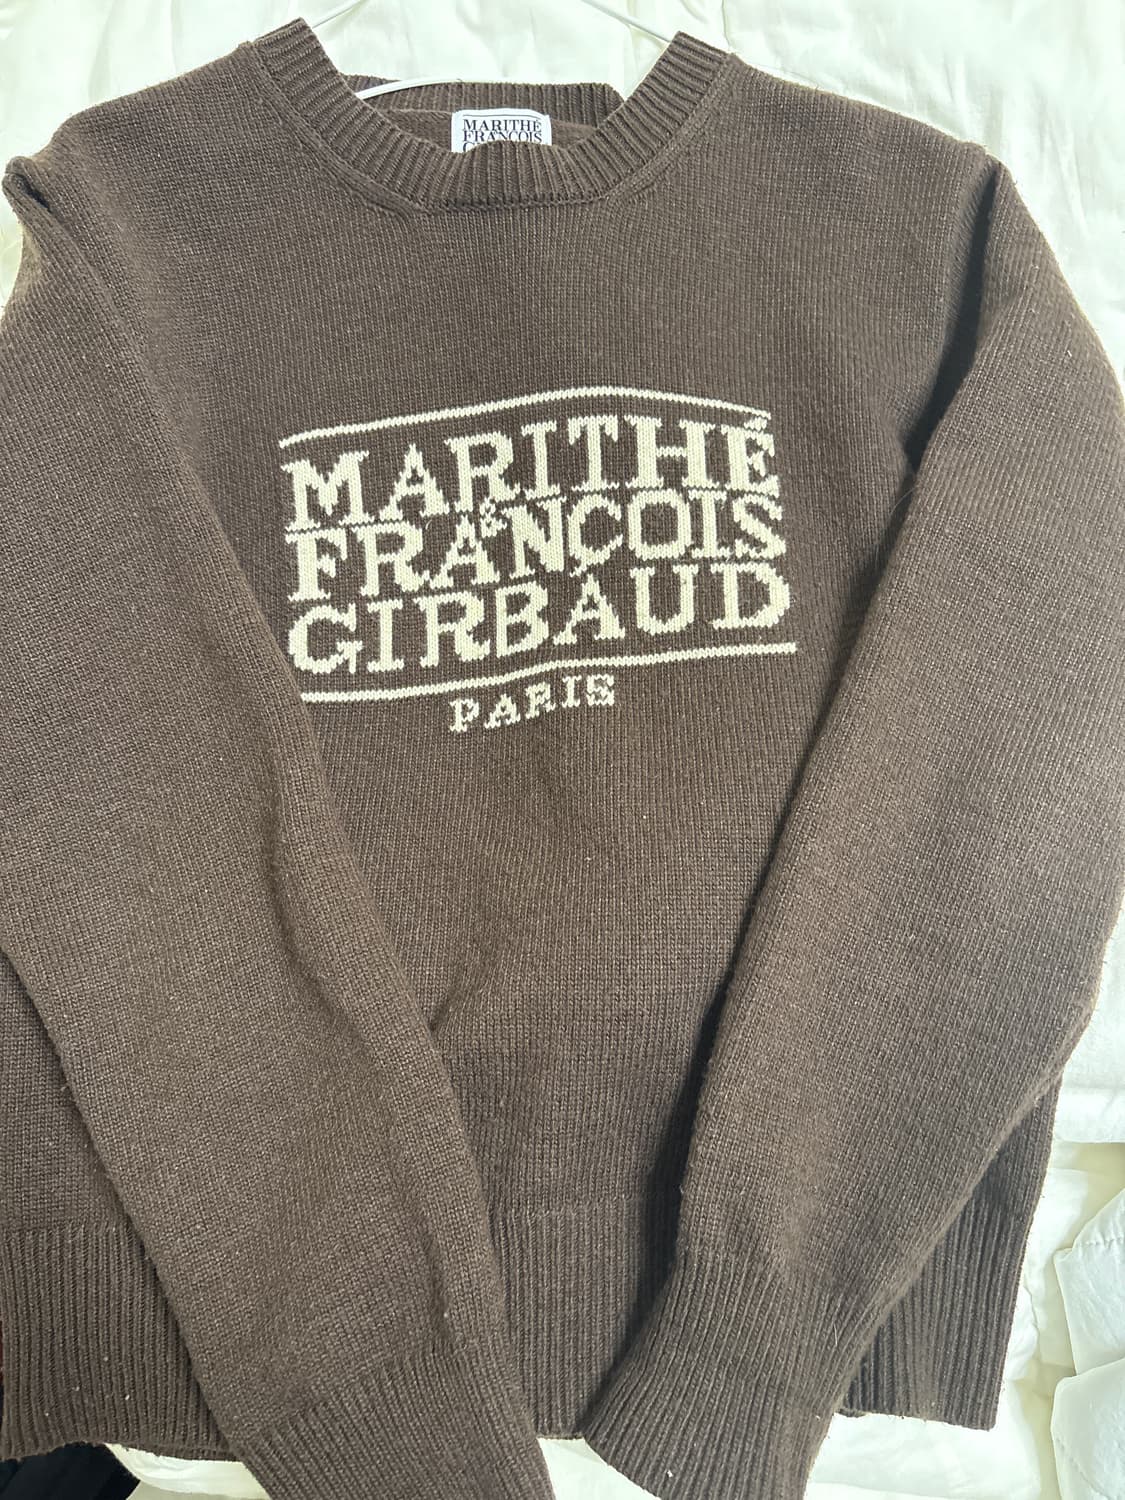 MARITHÉ
FRANÇOIS
MARITHÉ
&
FRANÇOIS
GIRBAUD
PARIS